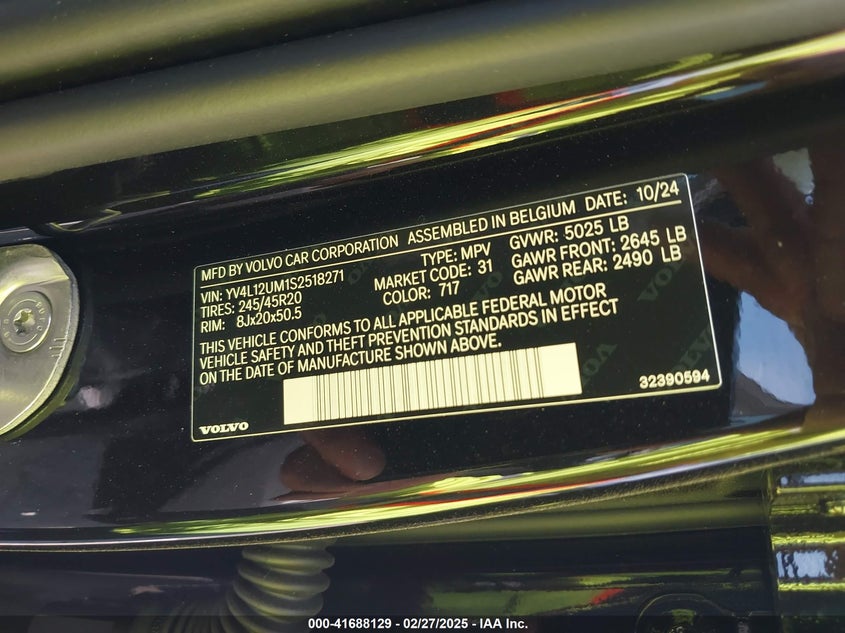 MFD BY VOLVO CAR CORPORATION ASSEMBLED IN BELGIUM DATE: 10/24
VIN: YV4L12UM1S2518271 TYPE: MPV GVWR: 5025 LB
TIRES: 245/45R20 MARKET CODE: 31 GAWR FRONT: 2645 LB
RIM: 8Jx20x50.5 COLOR: 717 GAWR REAR: 2490 LB
THIS VEHICLE CONFORMS TO ALL APPLICABLE FEDERAL MOTOR
VEHICLE SAFETY AND THEFT PREVENTION STANDARDS IN EFFECT
ON THE DATE OF MANUFACTURE SHOWN ABOVE.
VOLVO 32390594
000-41688129 - 02/27/2025 - IAA Inc.